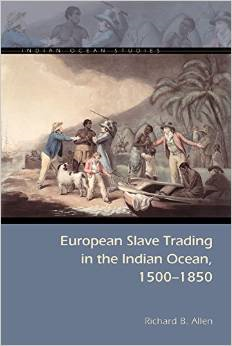 INDIAN OCEAN STUDIES
European Slave Trading
in the Indian Ocean,
1500–1850
Richard B. Allen